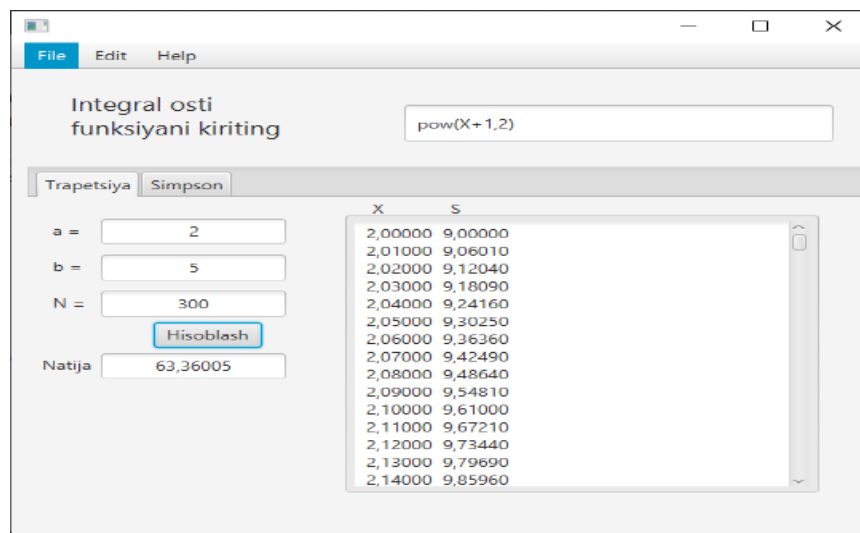 File Edit Help
Integral osti
funksiyani kiriting
pow(X+1,2)
Trapetsiya Simpson
a = 2
b = 5
N = 300
Hisoblash
Natija 63,36005
X S
2,00000 9,00000
2,01000 9,06010
2,02000 9,12040
2,03000 9,18090
2,04000 9,24160
2,05000 9,30250
2,06000 9,36360
2,07000 9,42490
2,08000 9,48640
2,09000 9,54810
2,10000 9,61000
2,11000 9,67210
2,12000 9,73440
2,13000 9,79690
2,14000 9,85960